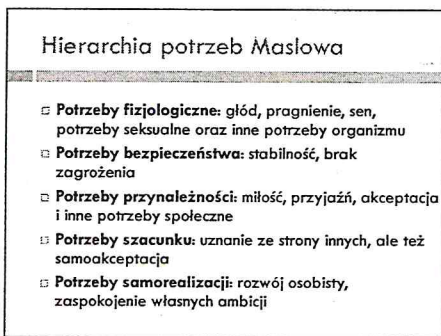 Hierarchia potrzeb Maslowa
Potrzeby fizjologiczne: głód, pragnienie, sen,
potrzeby seksualne oraz inne potrzeby organizmu
Potrzeby bezpieczeństwa: stabilność, brak
zagrożenia
Potrzeby przynależności: miłość, przyjaźń, akceptacja
i inne potrzeby społeczne
Potrzeby szacunku: uznanie ze strony innych, ale też
samoakceptacja
Potrzeby samorealizacji: rozwój osobisty,
zaspokojenie własnych ambicji